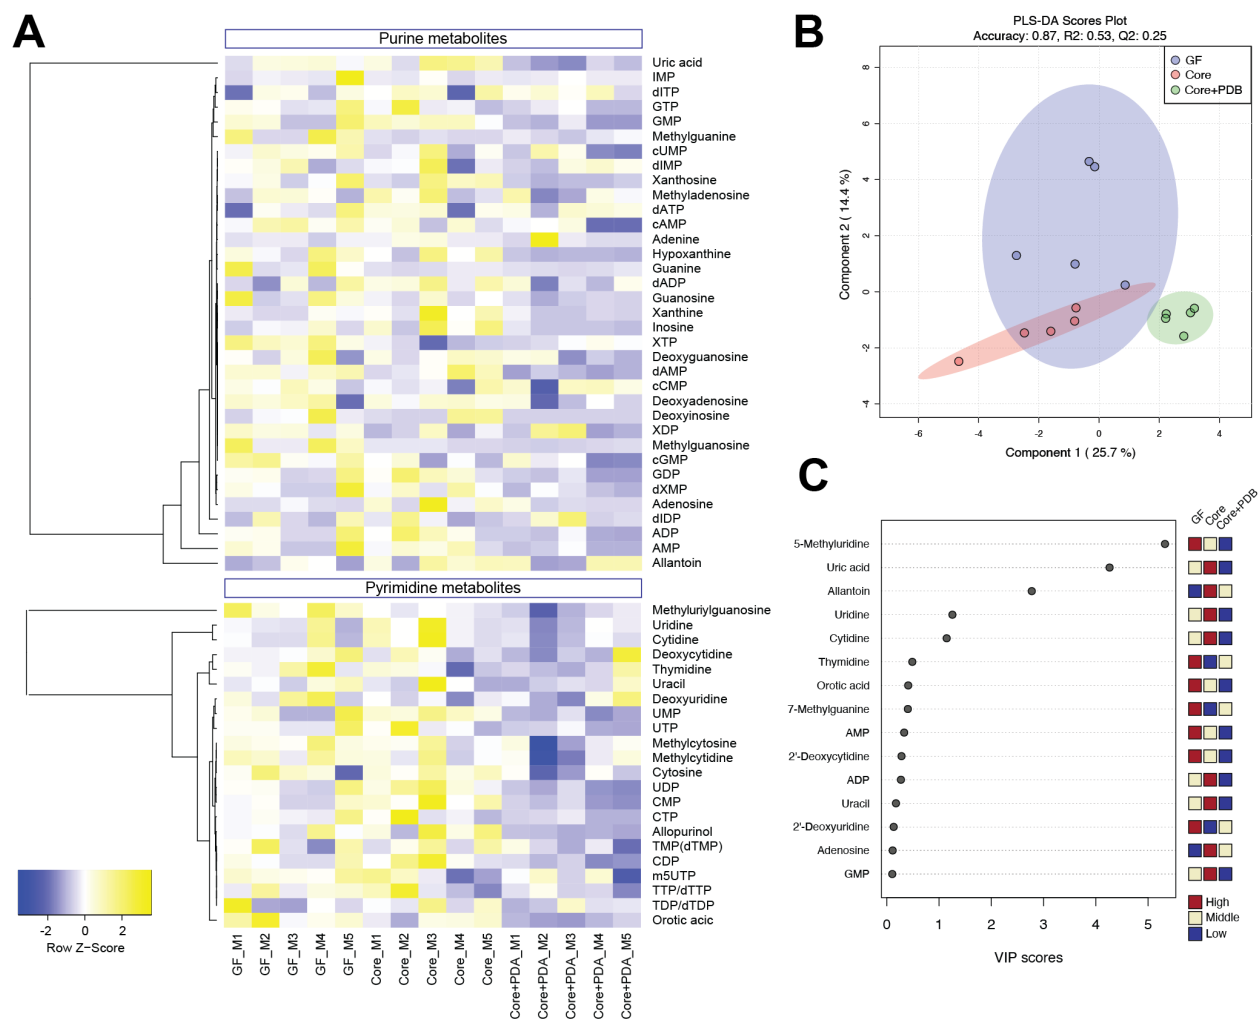 A
Purine metabolites
Uric acid
IMP
dITP
GTP
GMP
Methylguanine
cUMP
dIMP
Xanthosine
Methyladenosine
dATP
cAMP
Adenine
Hypoxanthine
Guanine
dADP
Guanosine
Xanthine
Inosine
XTP
Deoxyguanosine
dAMP
cCMP
Deoxyadenosine
Deoxyinosine
XDP
Methylguanosine
cGMP
GDP
dXMP
Adenosine
dIDP
ADP
AMP
Allantoin
Pyrimidine metabolites
Methyluriylguanosine
Uridine
Cytidine
Deoxycytidine
Thymidine
Uracil
Deoxyuridine
UMP
UTP
Methylcytosine
Methylcytidine
Cytosine
UDP
CMP
CTP
Allopurinol
TMP(dTMP)
CDP
m5UTP
TTP/dTTP
TDP/dTDP
Orotic acic
-2 0 2
Row Z-Score
GF_M1
GF_M2
GF_M3
GF_M4
GF_M5
Core_M1
Core_M2
Core_M3
Core_M4
Core_M5
Core+PDA_M1
Core+PDA_M2
Core+PDA_M3
Core+PDA_M4
Core+PDA_M5
B
PLS-DA Scores Plot
Accuracy: 0.87, R2: 0.53, Q2: 0.25
GF
Core
Core+PDB
Component 2 ( 14.4 %)
8
6
4
2
0
-2
-4
-6 -4 -2 0 2 4
Component 1 ( 25.7 %)
C
GF
Core
Core+PDB
5-Methyluridine
Uric acid
Allantoin
Uridine
Cytidine
Thymidine
Orotic acid
7-Methylguanine
AMP
2'-Deoxycytidine
ADP
Uracil
2'-Deoxyuridine
Adenosine
GMP
0 1 2 3 4 5
VIP scores
High
Middle
Low